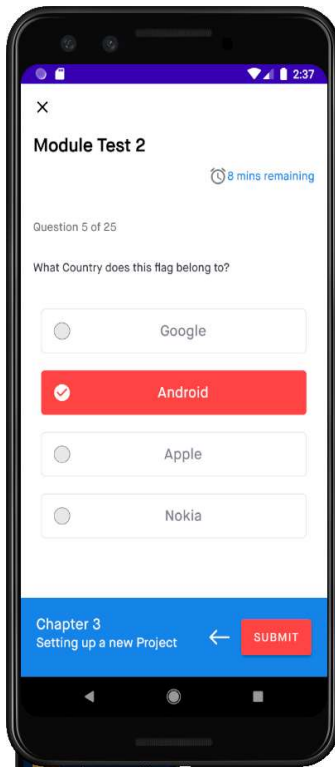 2:37
Module Test 2
8 mins remaining
Question 5 of 25
What Country does this flag belong to?
Google
Android
Apple
Nokia
Chapter 3
Setting up a new Project
SUBMIT